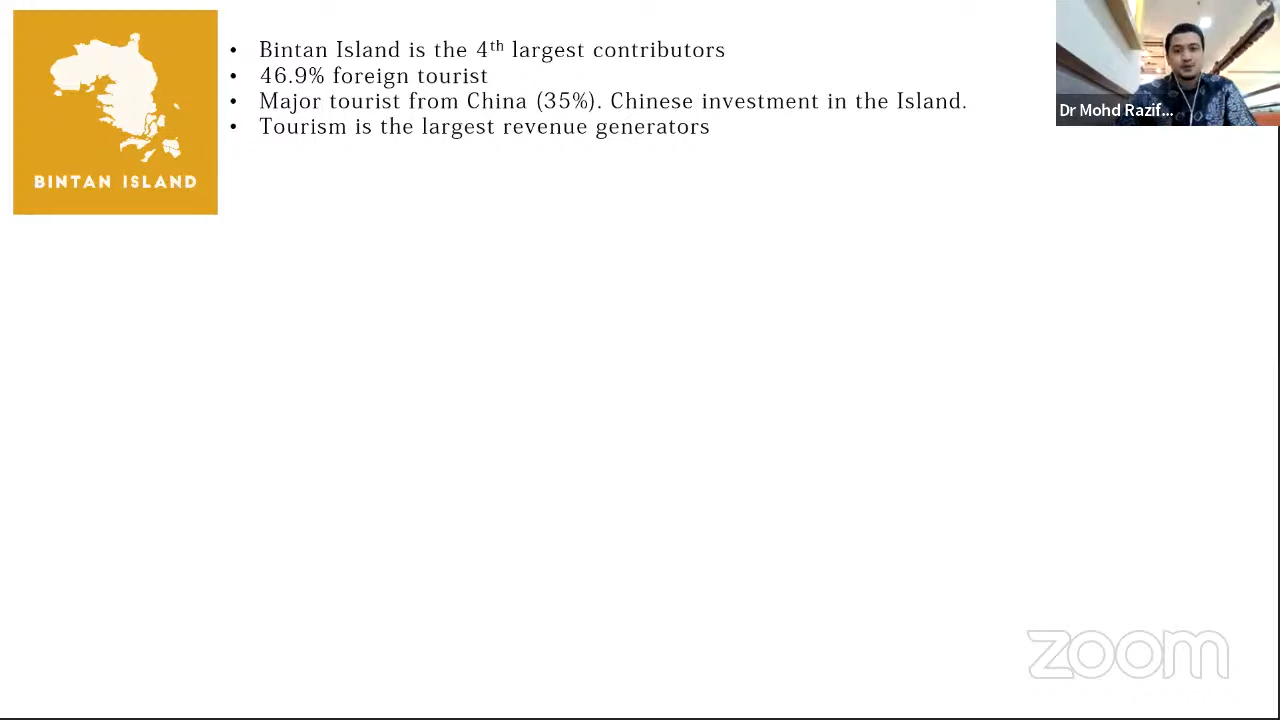 • Bintan Island is the 4th largest contributors
• 46.9% foreign tourist
• Major tourist from China (35%). Chinese investment in the Island.
• Tourism is the largest revenue generators
BINTAN ISLAND
Dr Mohd Razif...
zoom